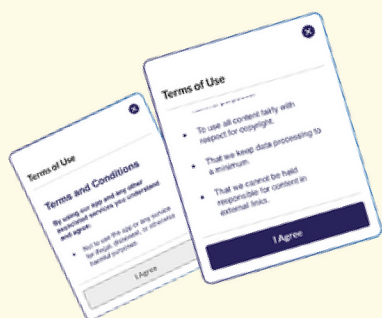 Terms of Use
Terms and Conditions
By using our app and any other
associated services you understand
and agree:
• Not to use the app or any service
for illegal, dishonest, or otherwise
harmful purposes.
I Agree
Terms of Use
• To use all content fairly with
respect for copyright.
• That we keep data processing to
a minimum.
• That we cannot be held
responsible for content in
external links.
I Agree